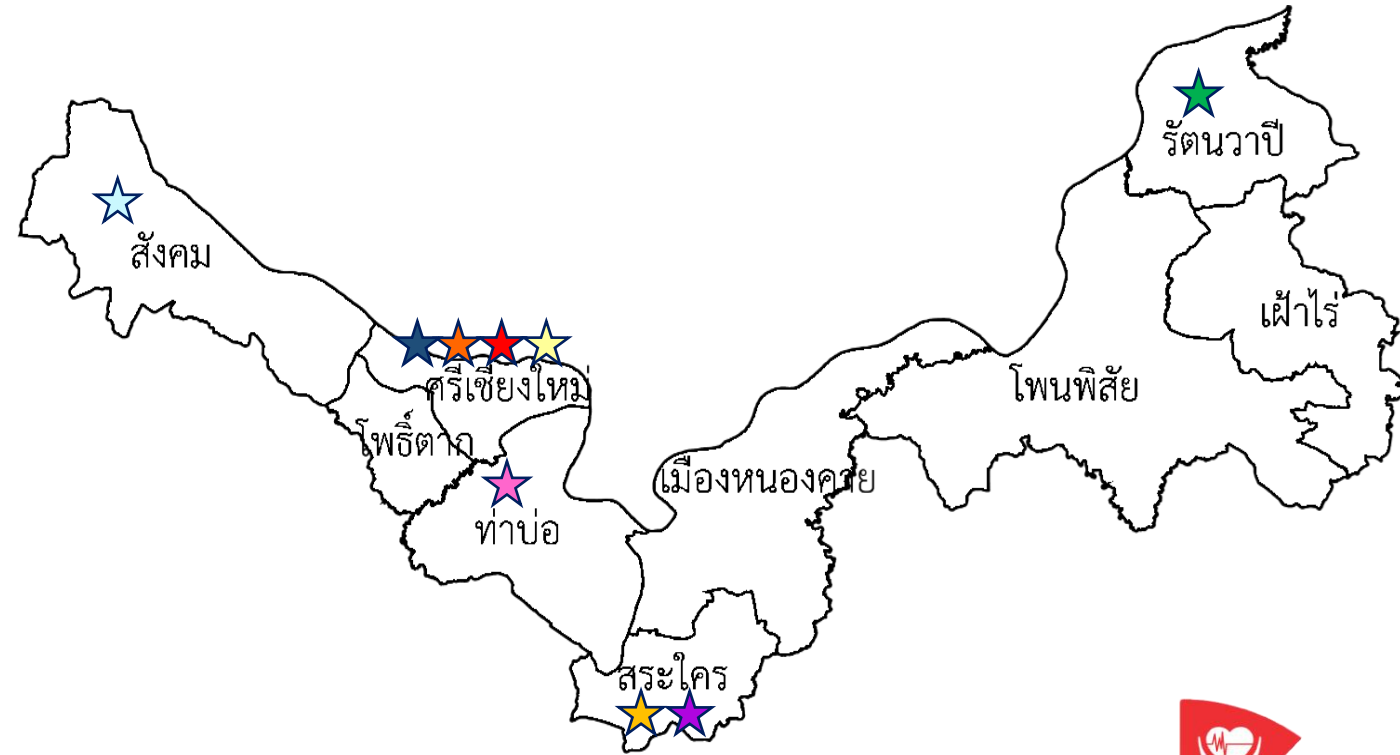 รัตนวาปี
สังคม
เฝ้าไร่
ศรีเชียงใหม่
โพนพิสัย
โพธิ์ตาก
เมืองหนองคาย
ท่าบ่อ
สระใคร